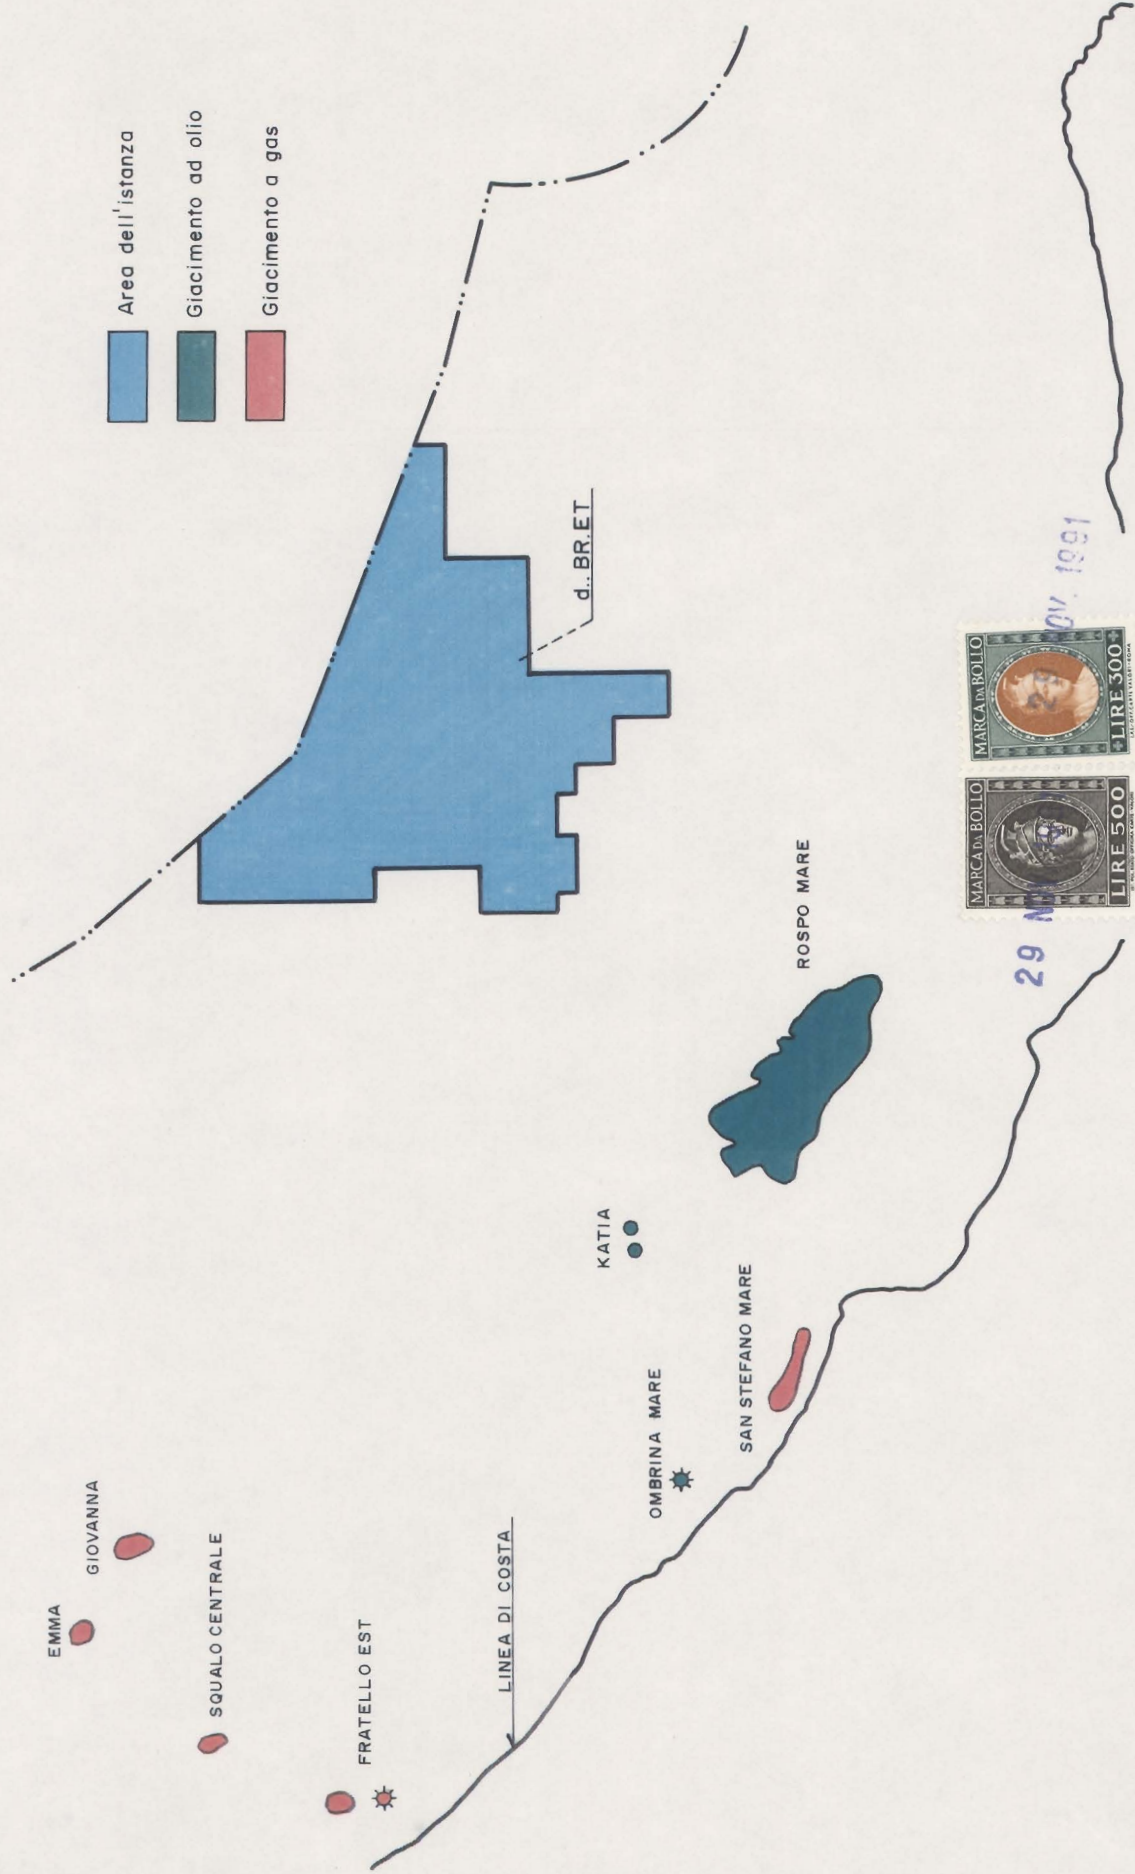 Area dell'istanza
Giacimento ad olio
Giacimento a gas
d.. BR.ET
EMMA
GIOVANNA
SQUALO CENTRALE
FRATELLO EST
LINEA DI COSTA
OMBRINA MARE
SAN STEFANO MARE
KATIA
ROSPO MARE
MARCA DA BOLLO
LIRE 500
MARCA DA BOLLO
LIRE 300
29 NOV. 1991